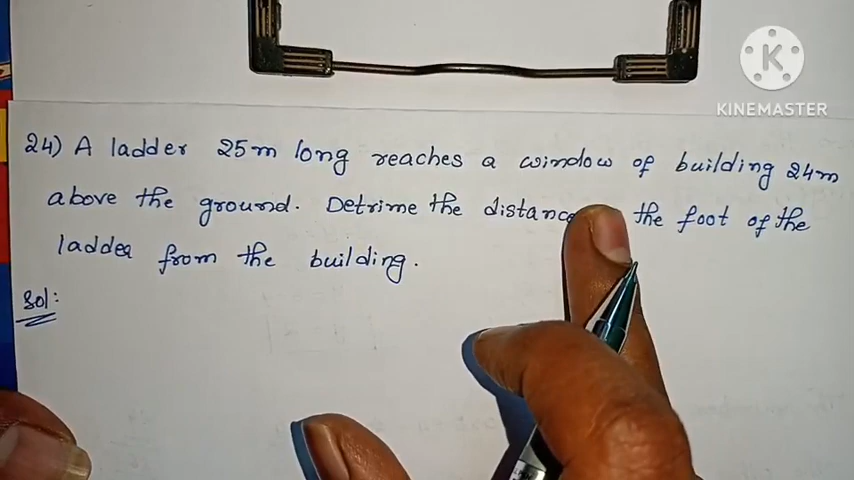 KINEMASTER
24) A ladder 25m long reaches a window of building 24m
above the ground. Detrime the distance the foot of the
ladder from the building.
Sol: